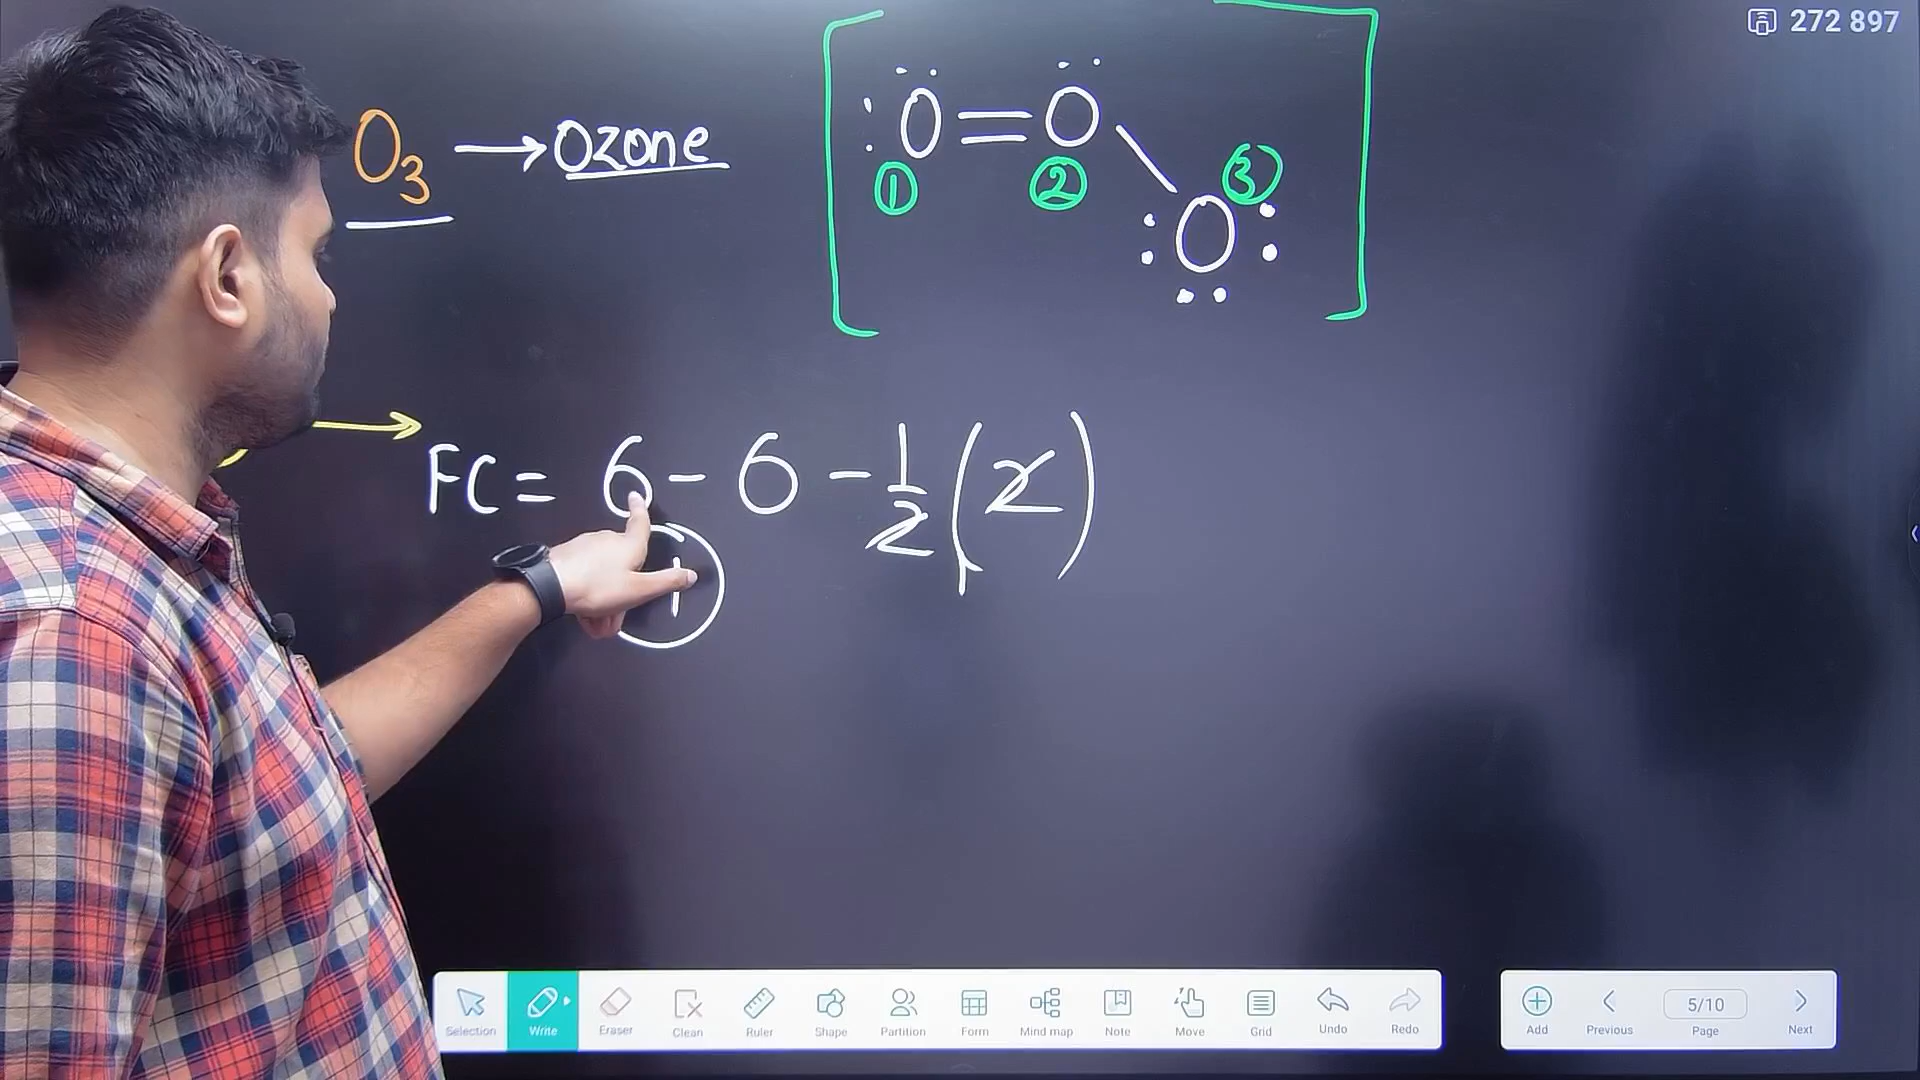 272 897
O₃ → Ozone
:O = O
① ② ③
O
FC = 6 - 6 - 1/2 (2)
1
Selection Write Eraser Clean Ruler Shape Partition Form Mind map Note Move Grid Undo Redo
Add Previous 5/10 Page Next